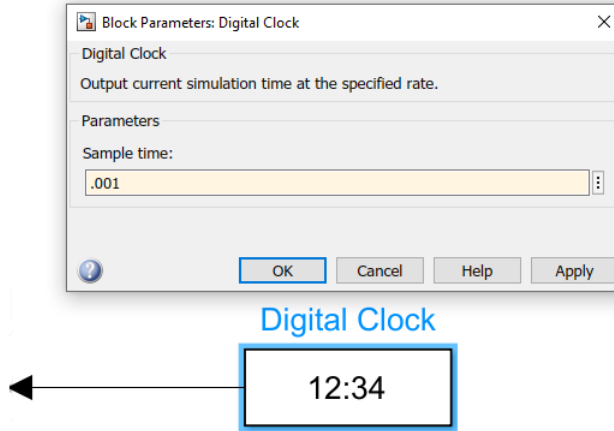 Block Parameters: Digital Clock
Digital Clock
Output current simulation time at the specified rate.
Parameters
Sample time:
.001
OK Cancel Help Apply
Digital Clock
12:34